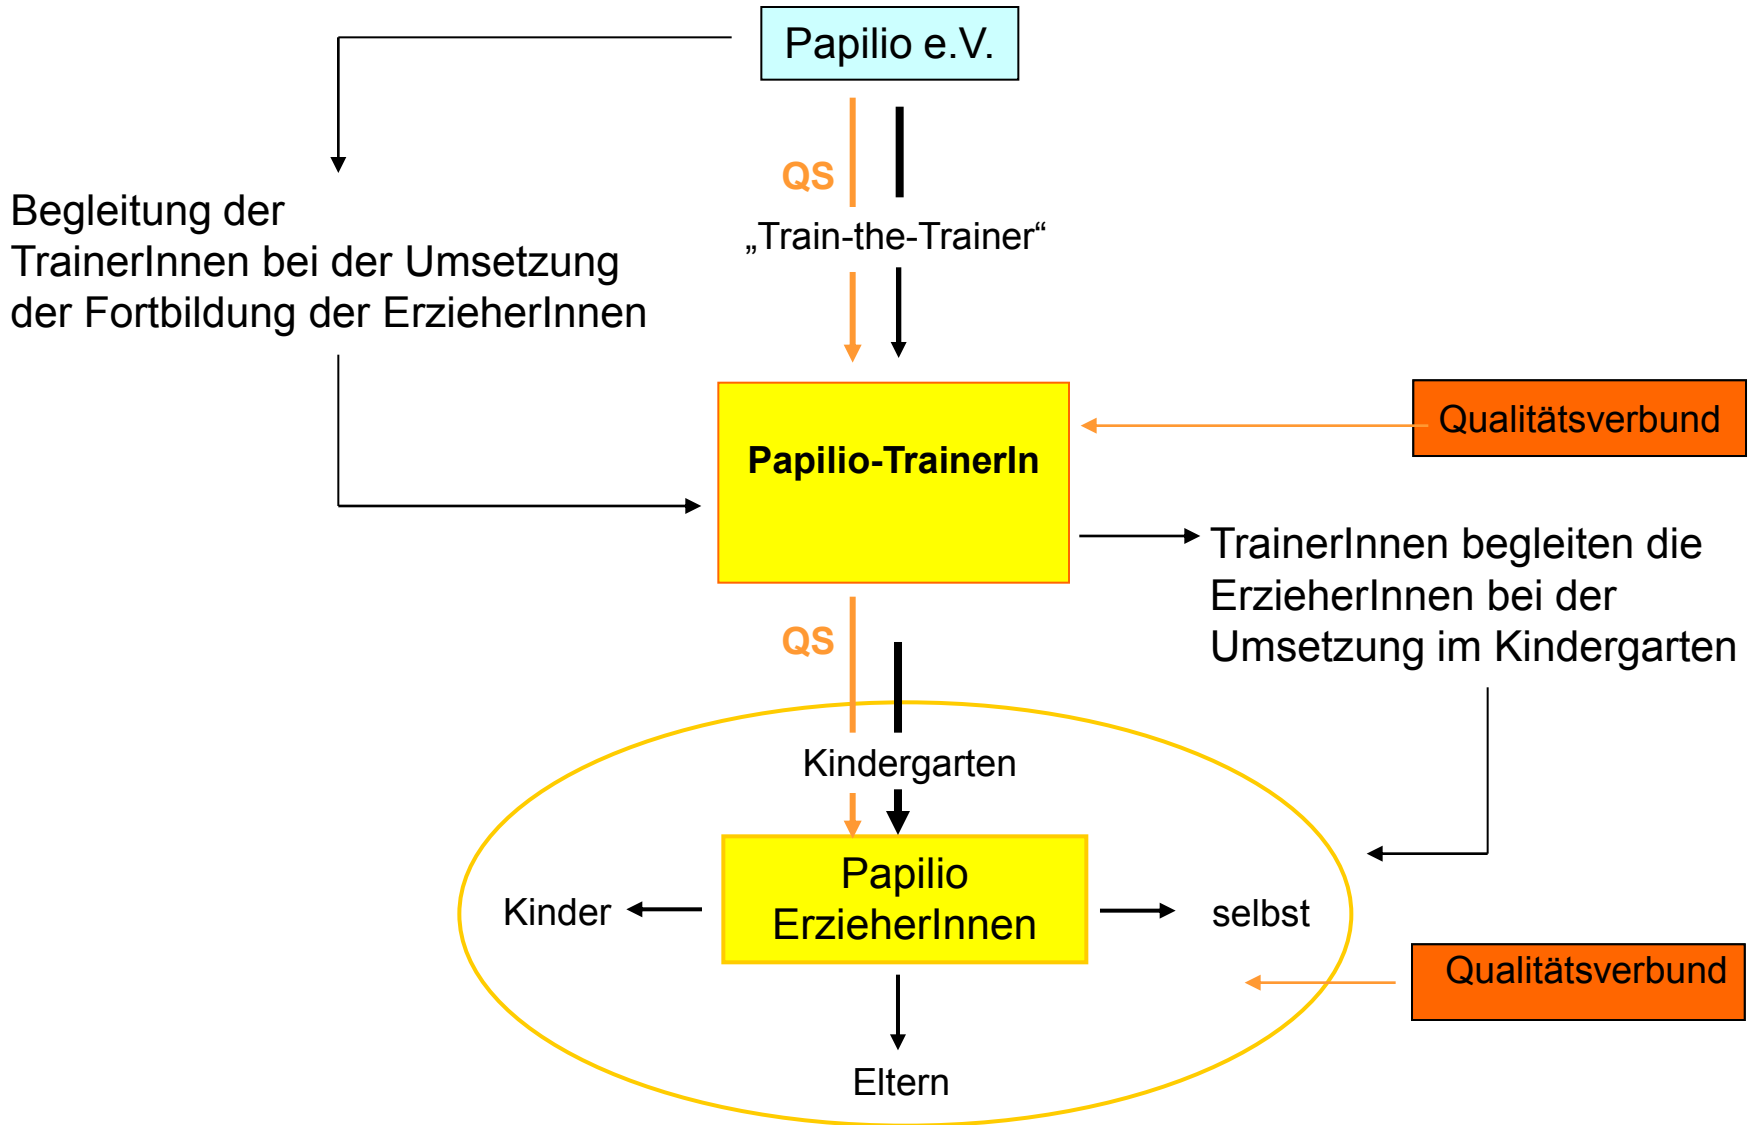 Papilio e.V.
QS
„Train-the-Trainer“
Begleitung der
TrainerInnen bei der Umsetzung
der Fortbildung der ErzieherInnen
Papilio-TrainerIn
Qualitätsverbund
TrainerInnen begleiten die
ErzieherInnen bei der
Umsetzung im Kindergarten
QS
Kindergarten
Papilio
ErzieherInnen
Kinder
selbst
Qualitätsverbund
Eltern